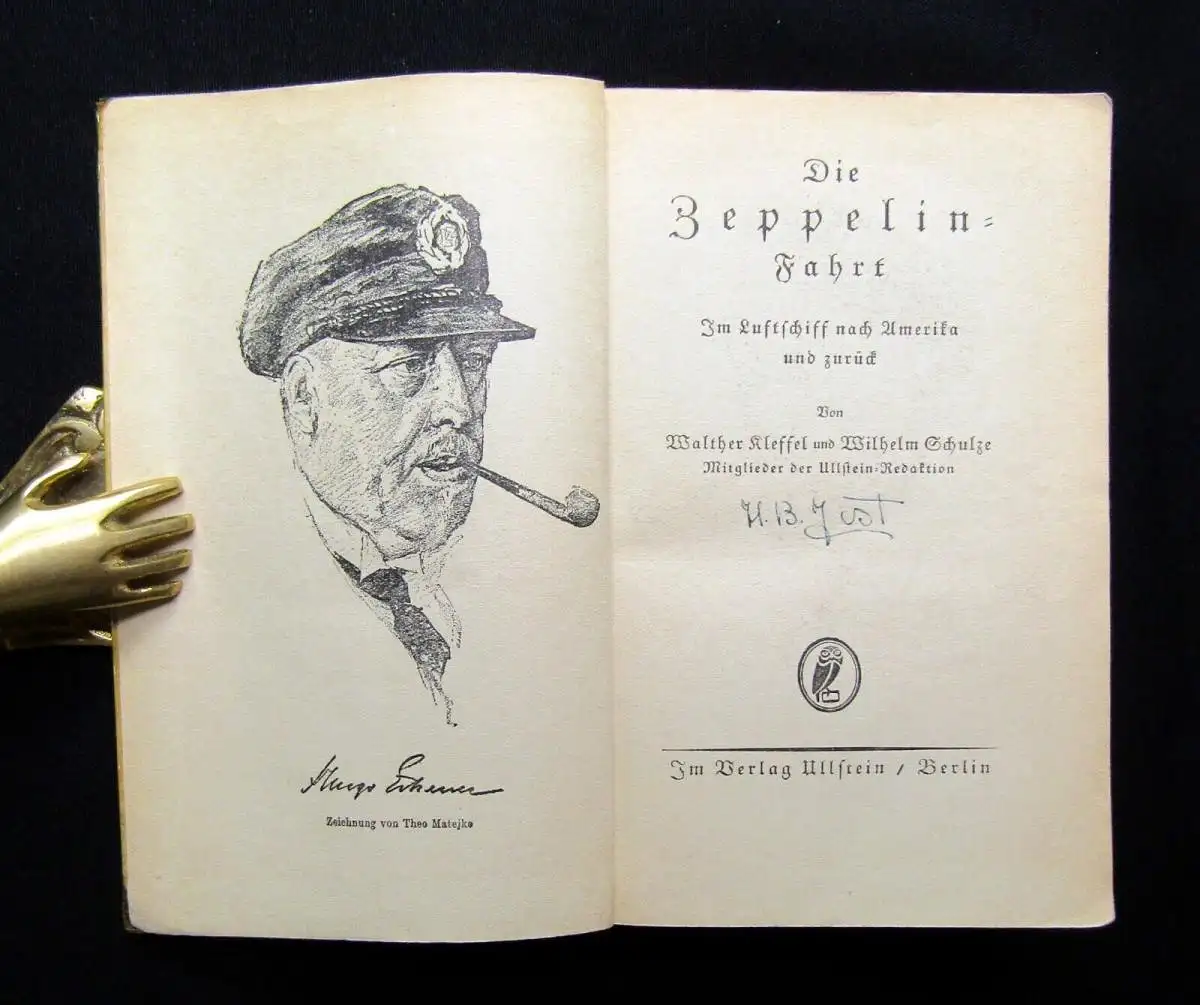 Hugo Eckener
Zeichnung von Theo Matejko
Die
Zeppelin-
Fahrt
Im Luftschiff nach Amerika
und zurück
Von
Walther Kleffel und Wilhelm Schulze
Mitglieder der Ullstein-Redaktion
H. B. Jost
Im Verlag Ullstein / Berlin